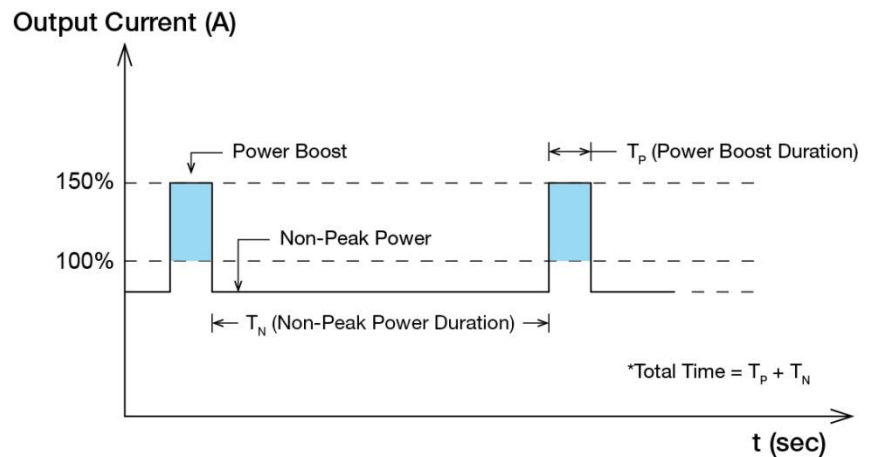 Output Current (A)
Power Boost
T_P (Power Boost Duration)
150%
Non-Peak Power
100%
T_N (Non-Peak Power Duration)
*Total Time = T_P + T_N
t (sec)